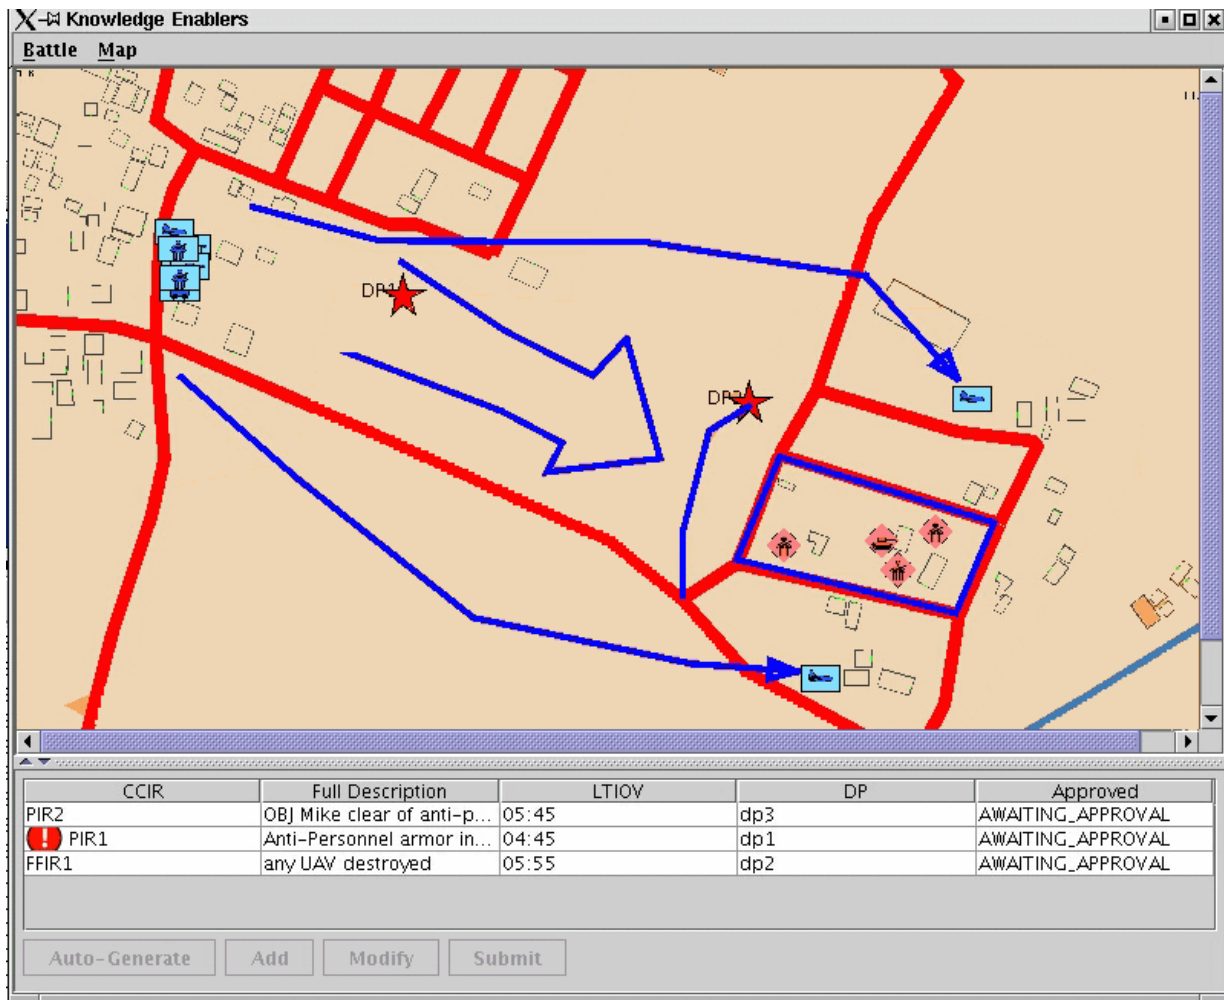 Knowledge Enablers
Battle Map
DP1
CCIR Full Description LTIOV DP Approved
PIR2 OBJ Mike clear of anti-p... 05:45 dp3 AWAITING_APPROVAL
PIR1 Anti-Personnel armor in... 04:45 dp1 AWAITING_APPROVAL
FFIR1 any UAV destroyed 05:55 dp2 AWAITING_APPROVAL
Auto-Generate Add Modify Submit